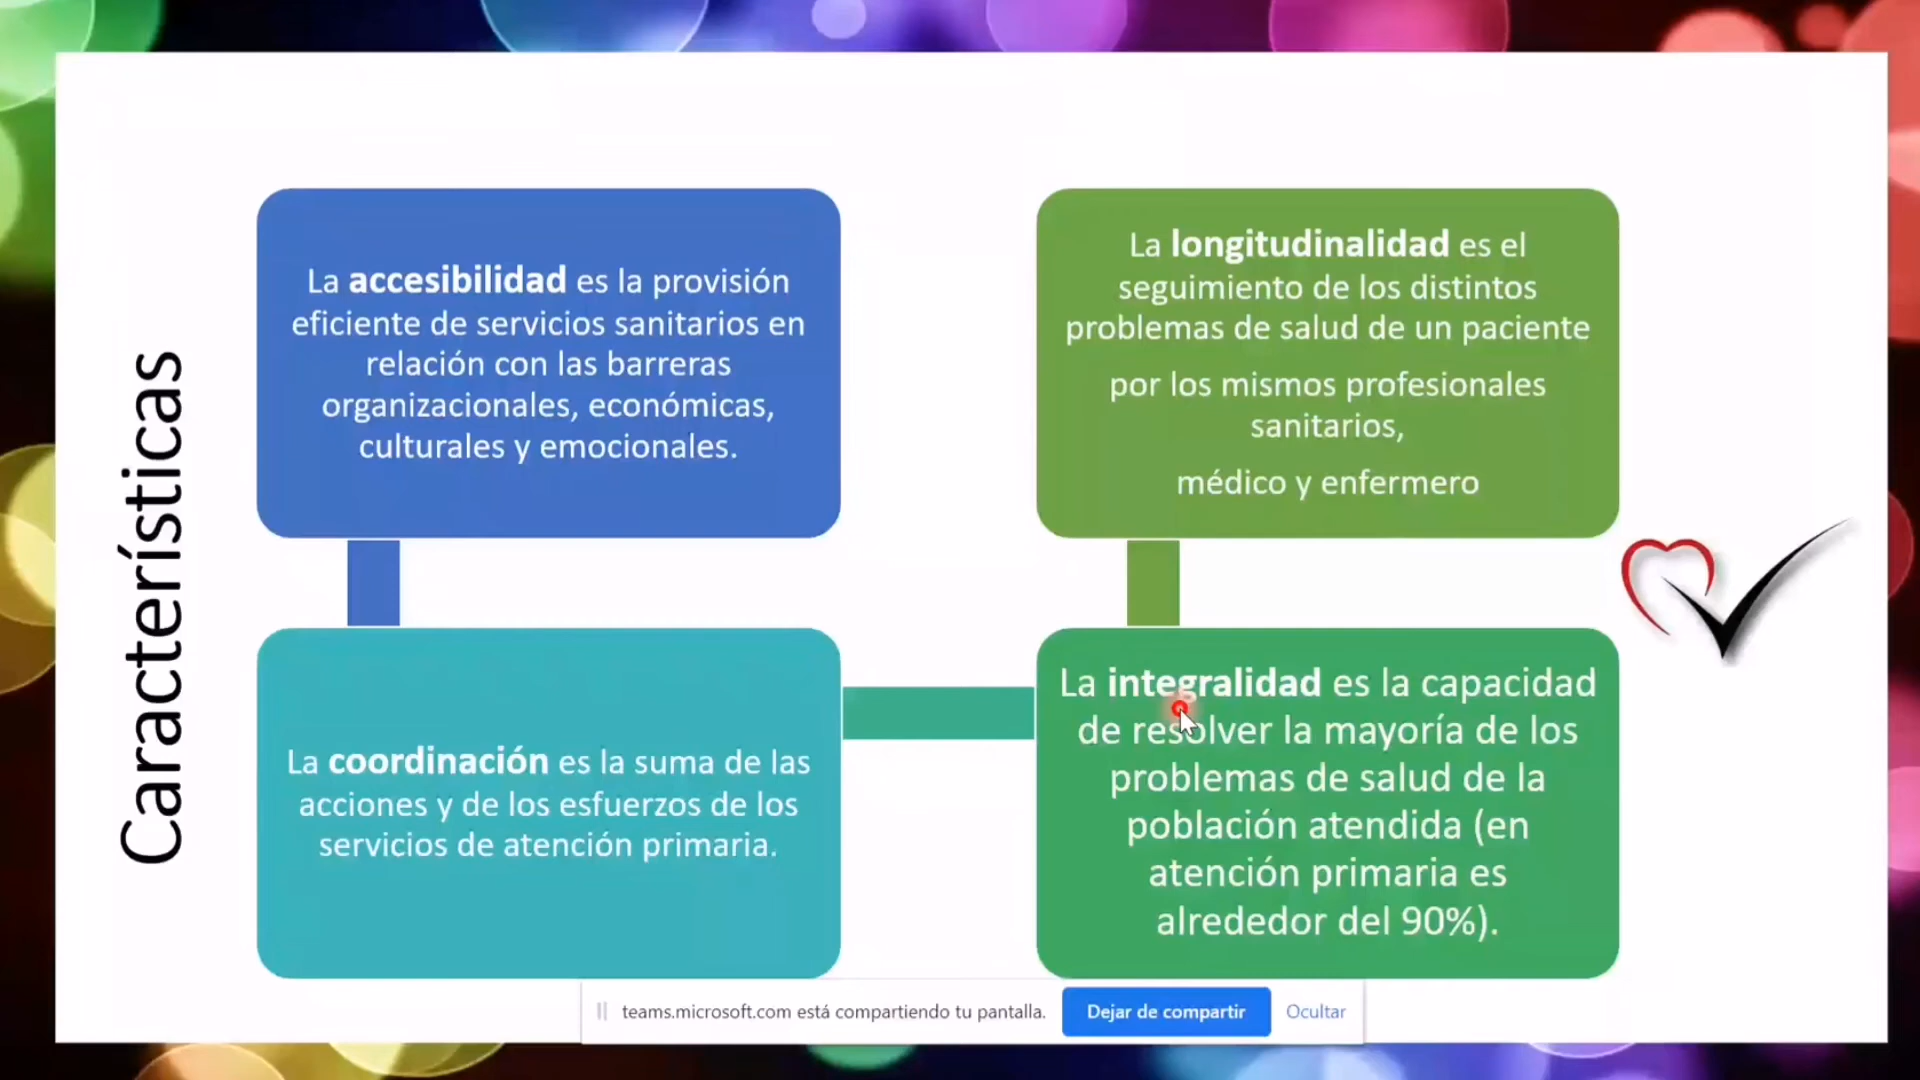 Características
La accesibilidad es la provisión
eficiente de servicios sanitarios en
relación con las barreras
organizacionales, económicas,
culturales y emocionales.
La coordinación es la suma de las
acciones y de los esfuerzos de los
servicios de atención primaria.
La integralidad es la capacidad
de resolver la mayoría de los
problemas de salud de la
población atendida (en
atención primaria es
alrededor del 90%).
La longitudinalidad es el
seguimiento de los distintos
problemas de salud de un paciente
por los mismos profesionales
sanitarios,
médico y enfermero
teams.microsoft.com está compartiendo tu pantalla. Dejar de compartir Ocultar